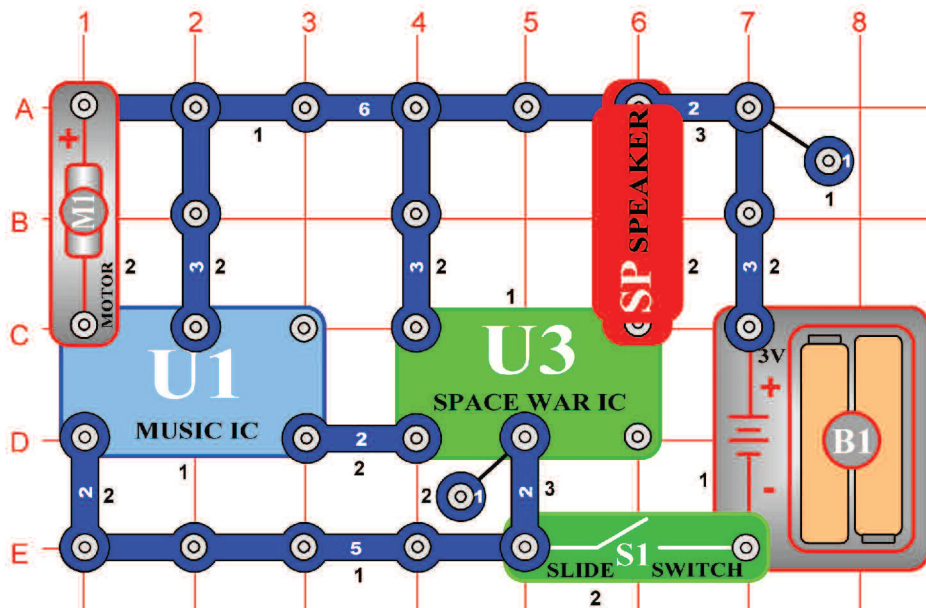 1 2 3 4 5 6 7 8
A 6 2
1 3
+ 1
1
M1 SPEAKER
B
2 3 2 3 2 2 3 2
MOTOR 1 SP
C
U1 U3 3V
SPACE WAR IC +
D MUSIC IC 2 B1
1 2 1
2 2 2 1 2 3 -
E 5 S1
1 SLIDE SWITCH
2